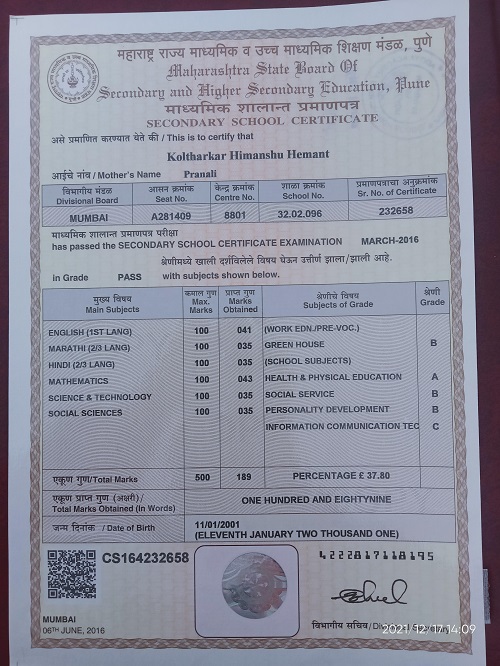 महाराष्ट्र राज्य माध्यमिक व उच्च माध्यमिक शिक्षण मंडळ, पुणे
Maharashtra State Board Of
Secondary and Higher Secondary Education, Pune
माध्यमिक शालान्त प्रमाणपत्र
SECONDARY SCHOOL CERTIFICATE
असे प्रमाणित करण्यात येते की / This is to certify that
Koltharkar Himanshu Hemant
आईचे नांव / Mother's Name Pranali
विभागीय मंडळ आसन क्रमांक केन्द्र क्रमांक शाळा क्रमांक प्रमाणपत्राचा अनुक्रमांक
Divisional Board Seat No. Centre No. School No. Sr. No. of Certificate
MUMBAI A281409 8801 32.02.096 232658
माध्यमिक शालान्त प्रमाणपत्र परीक्षा
has passed the SECONDARY SCHOOL CERTIFICATE EXAMINATION MARCH-2016
श्रेणीमध्ये खाली दर्शविलेले विषय घेऊन उत्तीर्ण झाला/झाली आहे.
in Grade PASS with subjects shown below.
मुख्य विषय कमाल गुण प्राप्त गुण श्रेणीचे विषय श्रेणी
Main Subjects Max. Marks Marks Obtained Subjects of Grade Grade
ENGLISH (1ST LANG) 100 041 (WORK EDN./PRE-VOC.)
MARATHI (2/3 LANG) 100 035 GREEN HOUSE B
HINDI (2/3 LANG) 100 035 (SCHOOL SUBJECTS)
MATHEMATICS 100 043 HEALTH & PHYSICAL EDUCATION A
SCIENCE & TECHNOLOGY 100 035 SOCIAL SERVICE B
SOCIAL SCIENCES 100 035 PERSONALITY DEVELOPMENT B
INFORMATION COMMUNICATION TEC C
एकूण गुण/Total Marks 500 189 PERCENTAGE £ 37.80
एकूण प्राप्त गुण (अक्षरी)/
Total Marks Obtained (In Words) ONE HUNDRED AND EIGHTYNINE
जन्म दिनांक / Date of Birth 11/01/2001
(ELEVENTH JANUARY TWO THOUSAND ONE)
CS164232658
4222817118195
MUMBAI
06TH JUNE, 2016
विभागीय सचिव/Divisional Secretary
2021-12-17 14:09